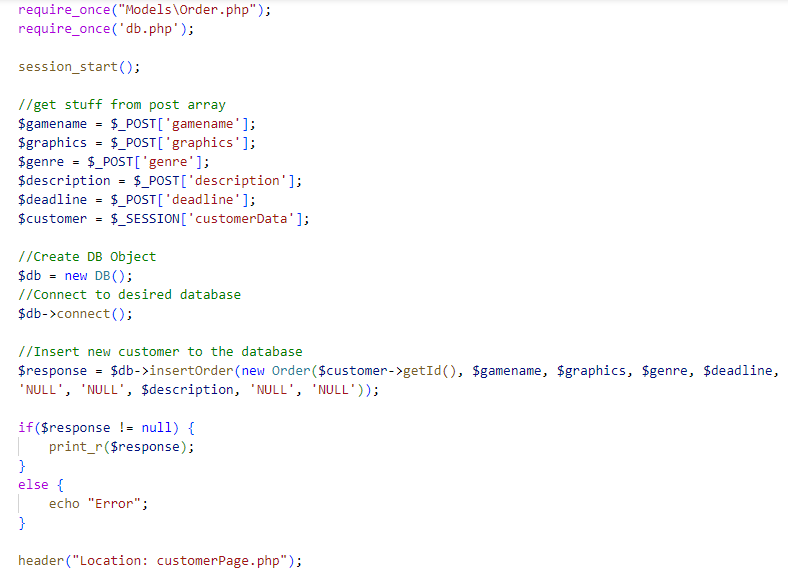 require_once("Models\Order.php");
require_once('db.php');
session_start();
//get stuff from post array
$gamename = $_POST['gamename'];
$graphics = $_POST['graphics'];
$genre = $_POST['genre'];
$description = $_POST['description'];
$deadline = $_POST['deadline'];
$customer = $_SESSION['customerData'];
//Create DB Object
$db = new DB();
//Connect to desired database
$db->connect();
//Insert new customer to the database
$response = $db->insertOrder(new Order($customer->getId(), $gamename, $graphics, $genre, $deadline,
'NULL', 'NULL', $description, 'NULL', 'NULL'));
if($response != null) {
    print_r($response);
}
else {
    echo "Error";
}
header("Location: customerPage.php");